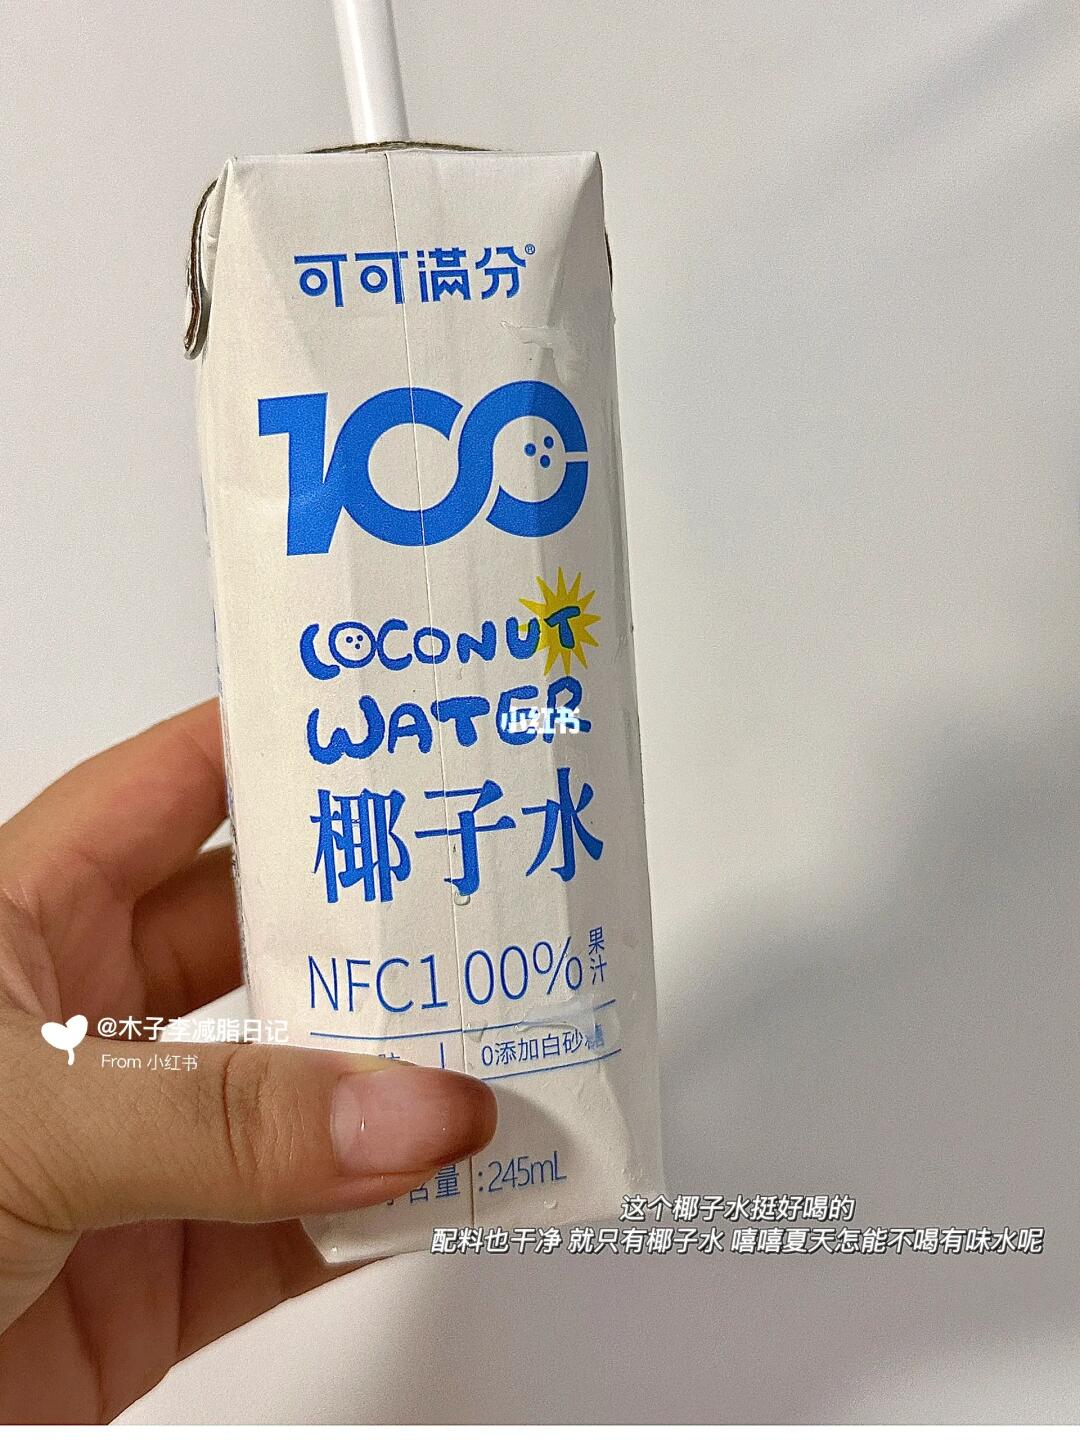 可可满分®
100
COCONUT
WATER
小红书
椰子水
NFC100%果汁
0添加白砂糖
含量:245mL
@木子李减脂日记
From 小红书
这个椰子水挺好喝的
配料也干净 就只有椰子水 嘻嘻夏天怎能不喝有味水呢